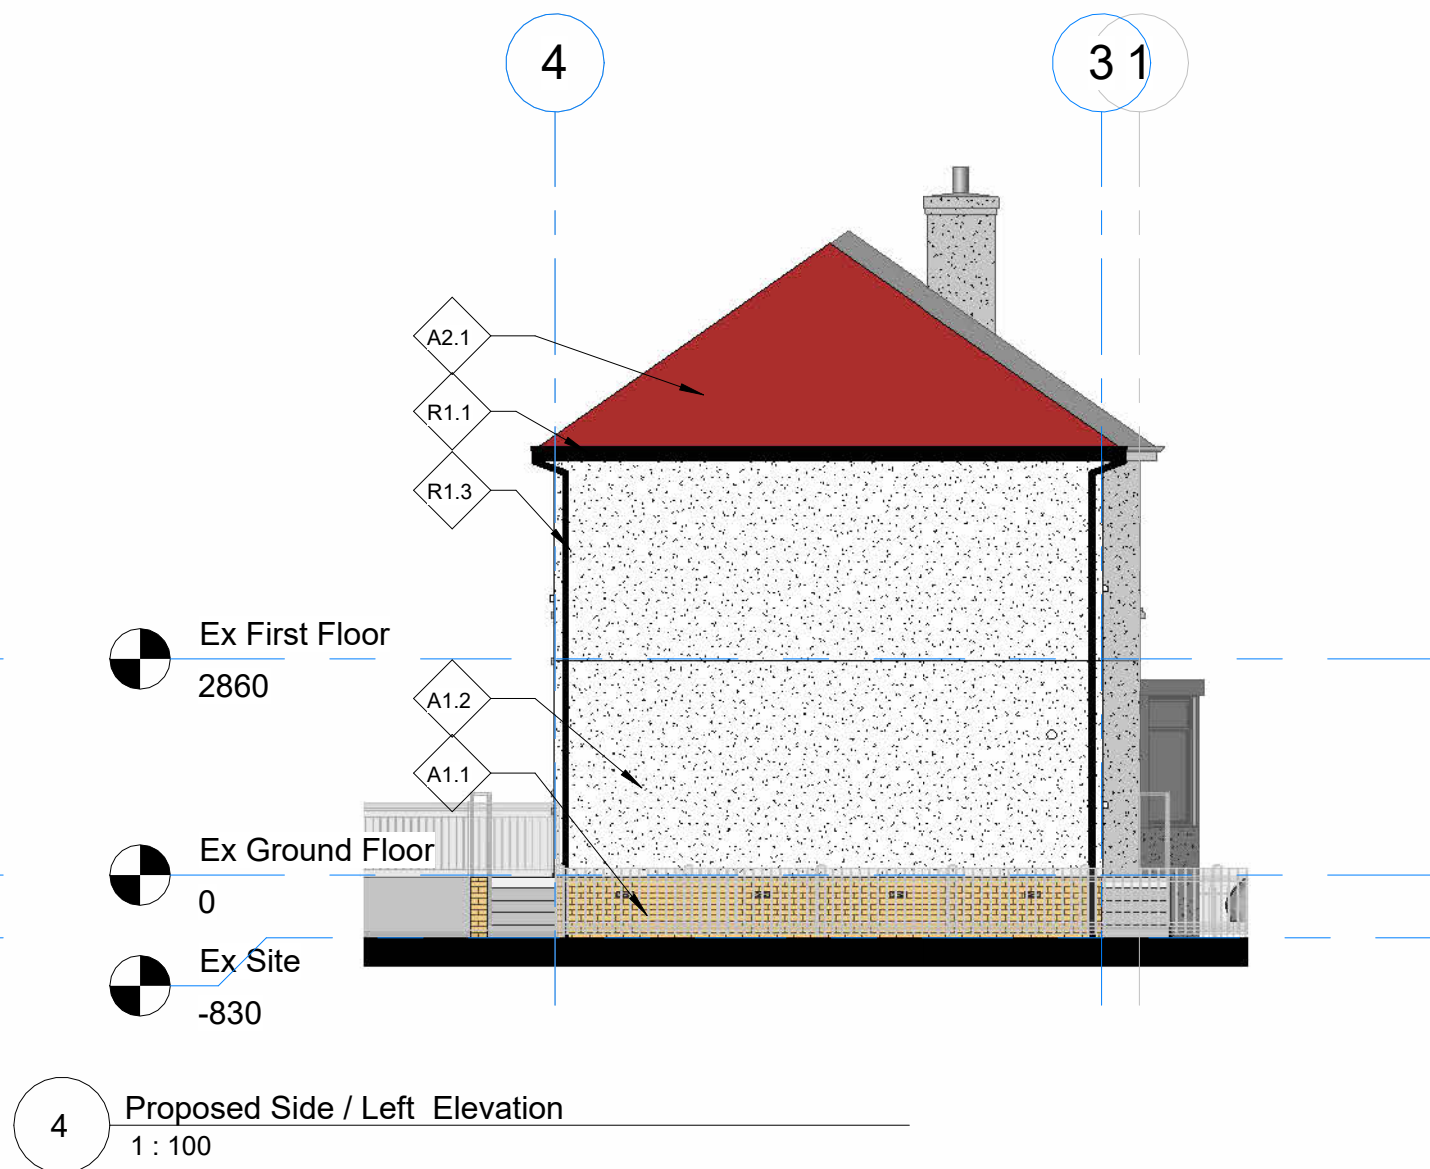 4
3 1
A2.1
R1.1
R1.3
Ex First Floor
2860
A1.2
A1.1
Ex Ground Floor
0
Ex Site
-830
4
Proposed Side / Left Elevation
1 : 100